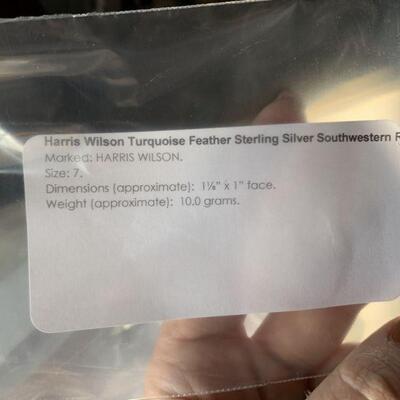 Harris Wilson Turquoise Feather Sterling Silver Southwestern R
Marked: HARRIS WILSON.
Size: 7.
Dimensions (approximate): 1⅛" x 1" face.
Weight (approximate): 10.0 grams.